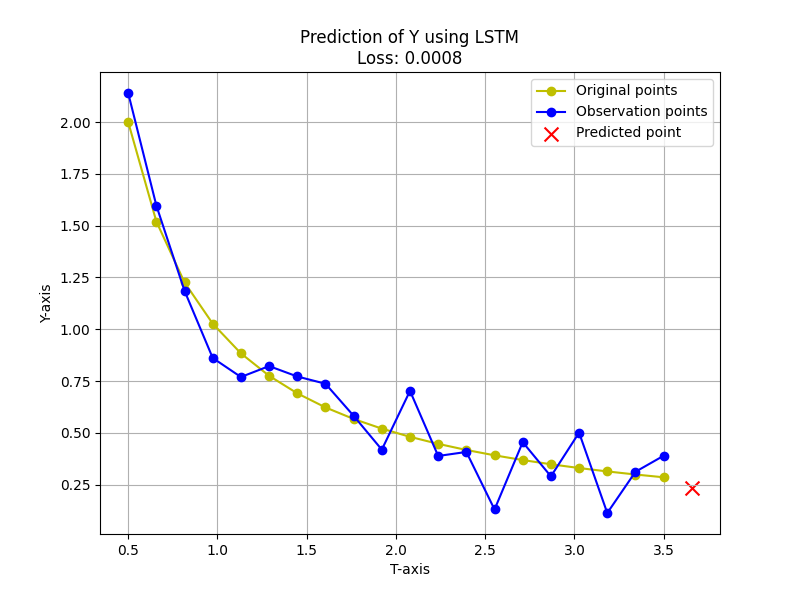 Prediction of Y using LSTM
Loss: 0.0008
Original points
Observation points
Predicted point
2.00
1.75
1.50
1.25
1.00
0.75
0.50
0.25
Y-axis
0.5 1.0 1.5 2.0 2.5 3.0 3.5
T-axis